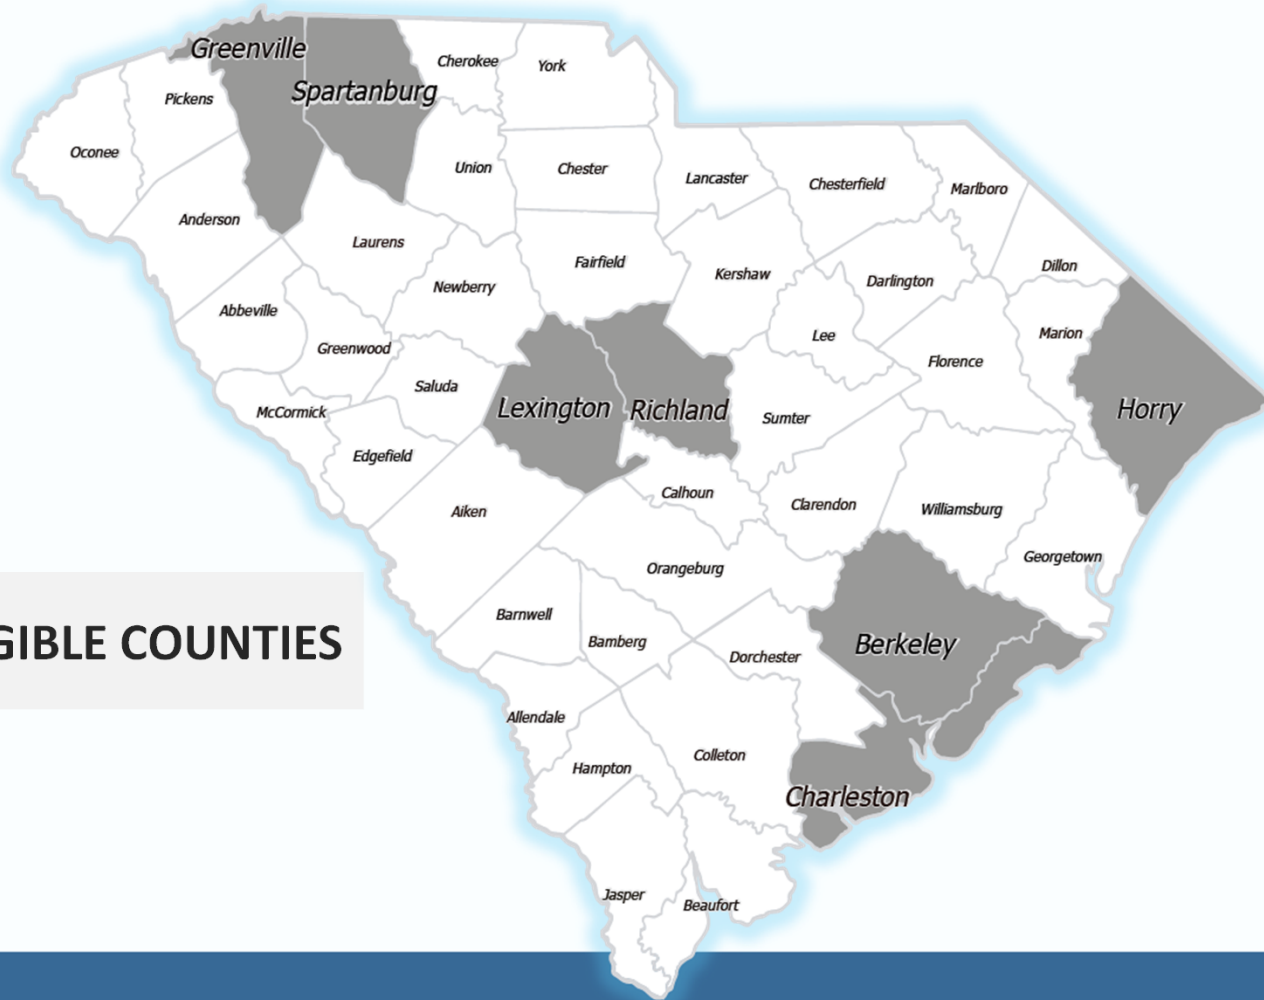 Greenville
Cherokee
York
Spartanburg
Pickens
Oconee
Union
Chester
Lancaster
Chesterfield
Marlboro
Anderson
Laurens
Fairfield
Kershaw
Darlington
Dillon
Newberry
Abbeville
Greenwood
Lee
Marion
Florence
Saluda
McCormick
Lexington
Richland
Sumter
Horry
Edgefield
Aiken
Calhoun
Clarendon
Williamsburg
Georgetown
Orangeburg
Barnwell
Bamberg
GIBLE COUNTIES
Dorchester
Berkeley
Allendale
Colleton
Hampton
Charleston
Jasper
Beaufort